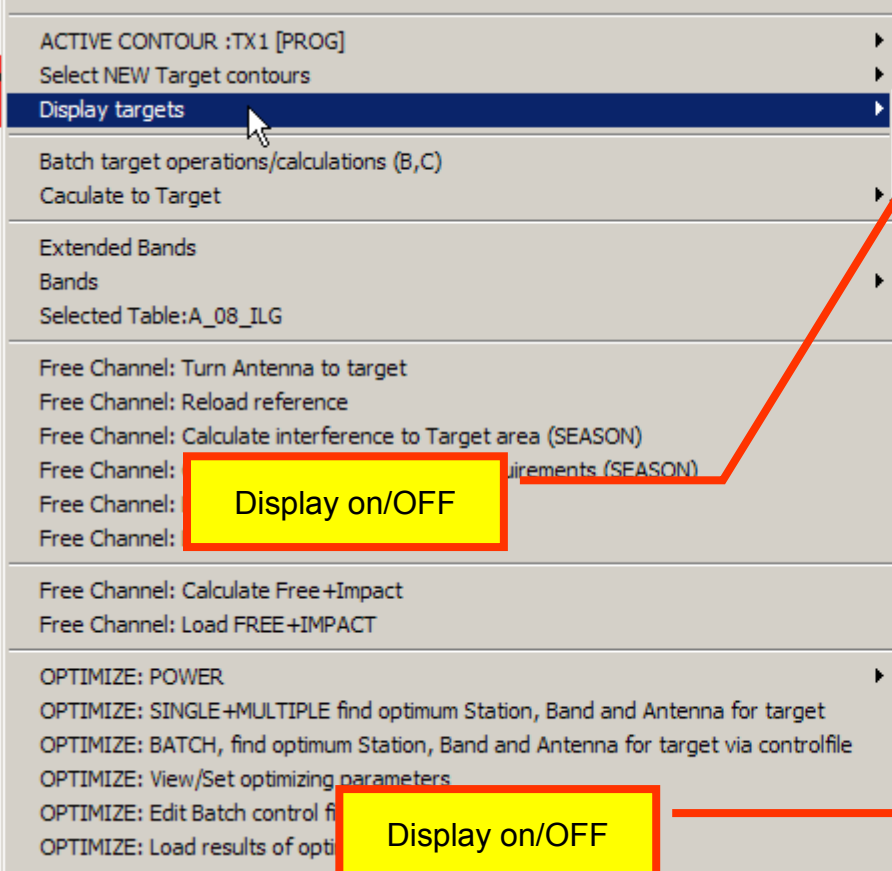 ACTIVE CONTOUR :TX1 [PROG]
Select NEW Target contours
Display targets
Batch target operations/calculations (B,C)
Caculate to Target
Extended Bands
Bands
Selected Table:A_08_ILG
Free Channel: Turn Antenna to target
Free Channel: Reload reference
Free Channel: Calculate interference to Target area (SEASON)
Free Channel: (SEASON)
Free Channel:
Display on/OFF
Free Channel:
Free Channel: Calculate Free+Impact
Free Channel: Load FREE+IMPACT
OPTIMIZE: POWER
OPTIMIZE: SINGLE+MULTIPLE find optimum Station, Band and Antenna for target
OPTIMIZE: BATCH, find optimum Station, Band and Antenna for target via controlfile
OPTIMIZE: View/Set optimizing parameters
OPTIMIZE: Edit Batch control
Display on/OFF
OPTIMIZE: Load results of